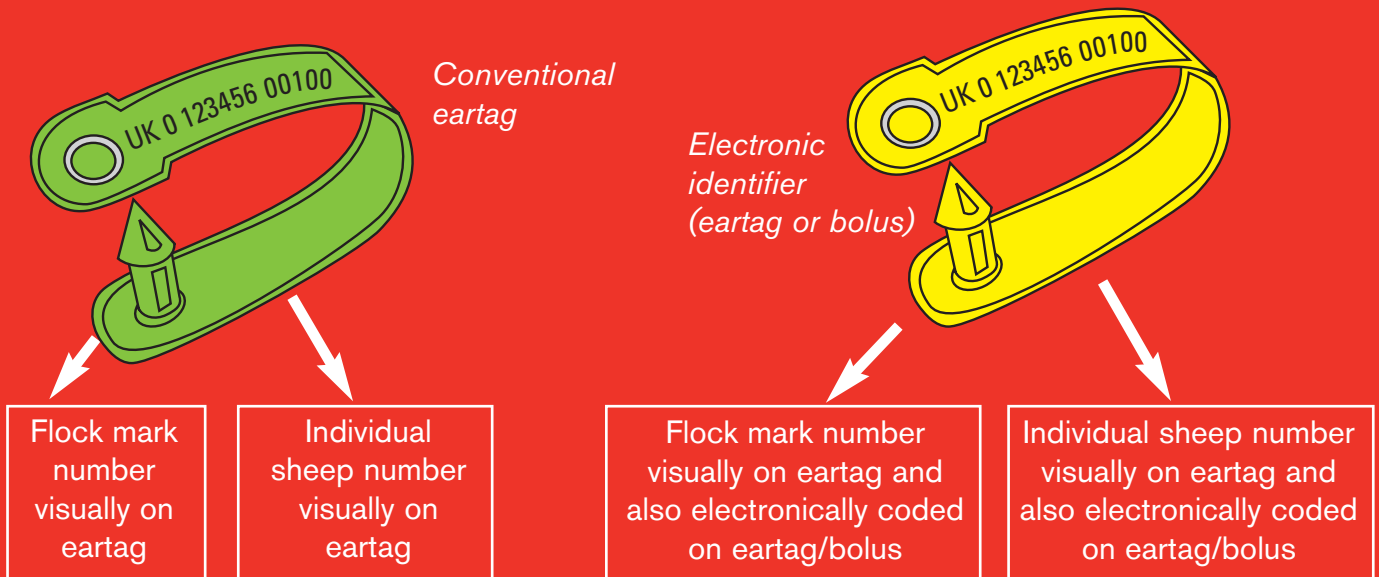 UK 0 123456 00100
Conventional
eartag
UK 0 123456 00100
Electronic
identifier
(eartag or bolus)
Flock mark
number
visually on
eartag
Individual
sheep number
visually on
eartag
Flock mark number
visually on eartag and
also electronically coded
on eartag/bolus
Individual sheep number
visually on eartag and
also electronically coded
on eartag/bolus